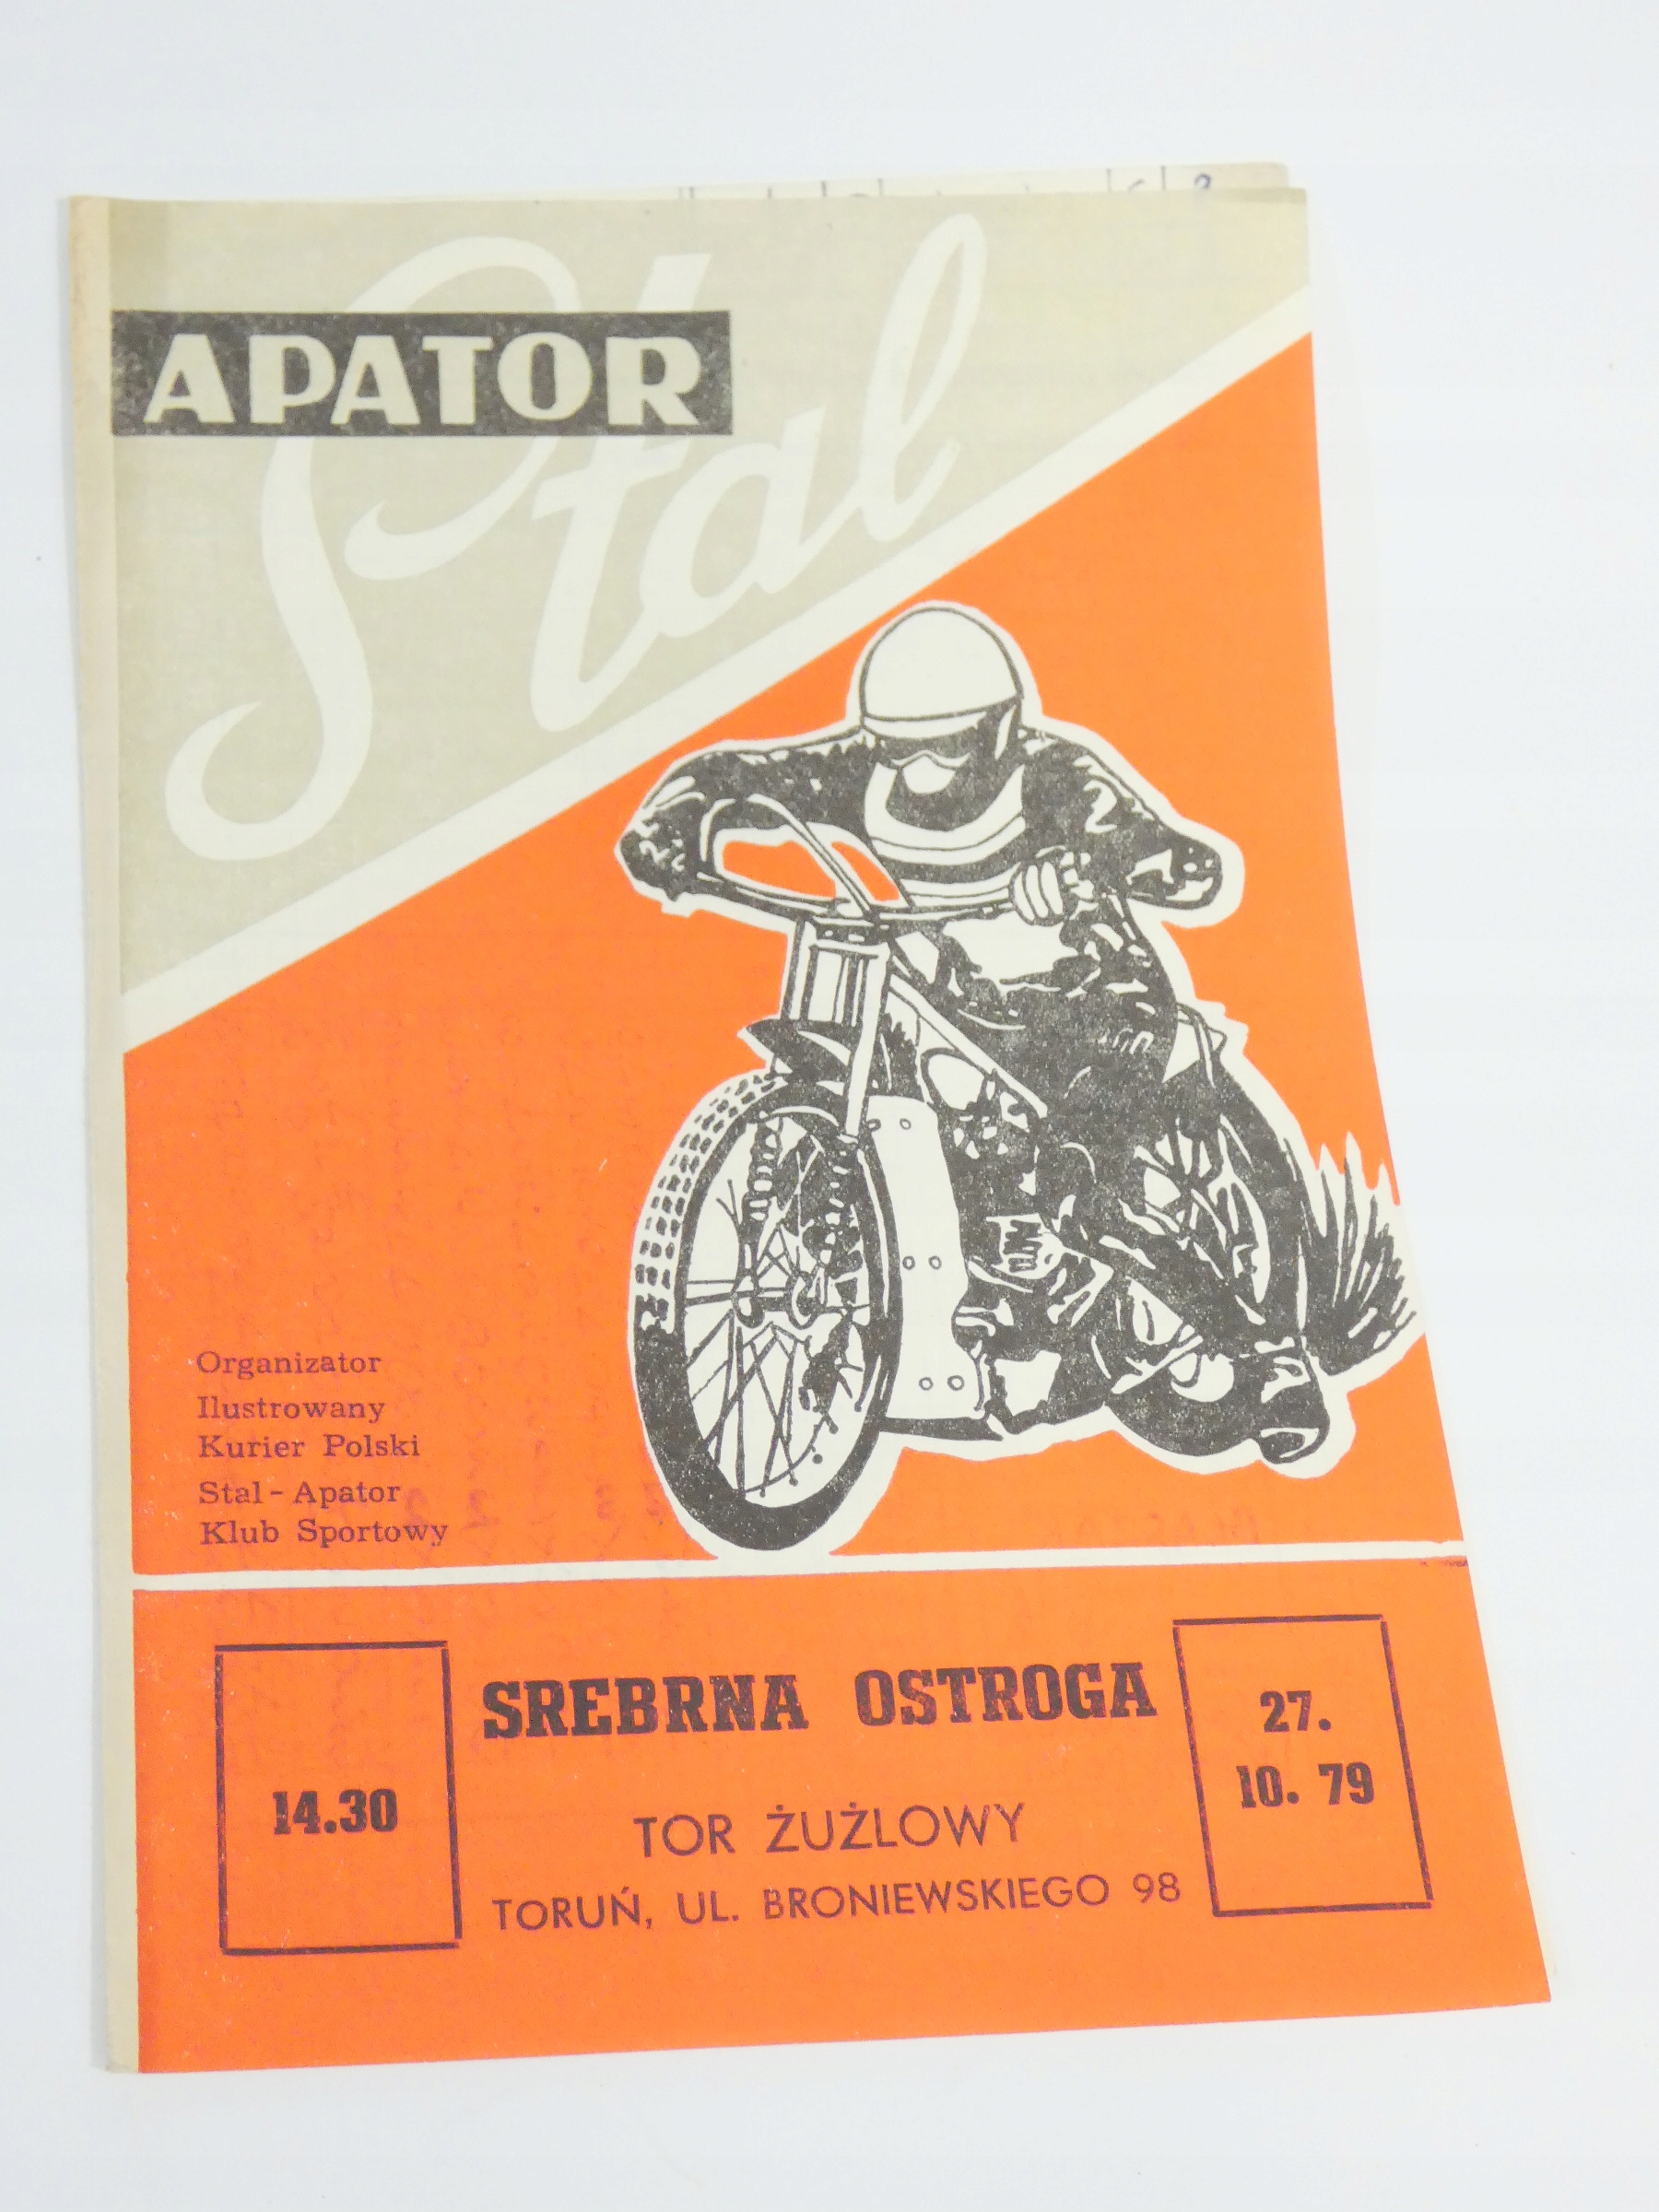 APATOR
Stal
Organizator
Ilustrowany
Kurier Polski
Stal - Apator
Klub Sportowy
SREBRNA OSTROGA
14.30
27.
10. 79
TOR ŻUŻLOWY
TORUŃ, UL. BRONIEWSKIEGO 98